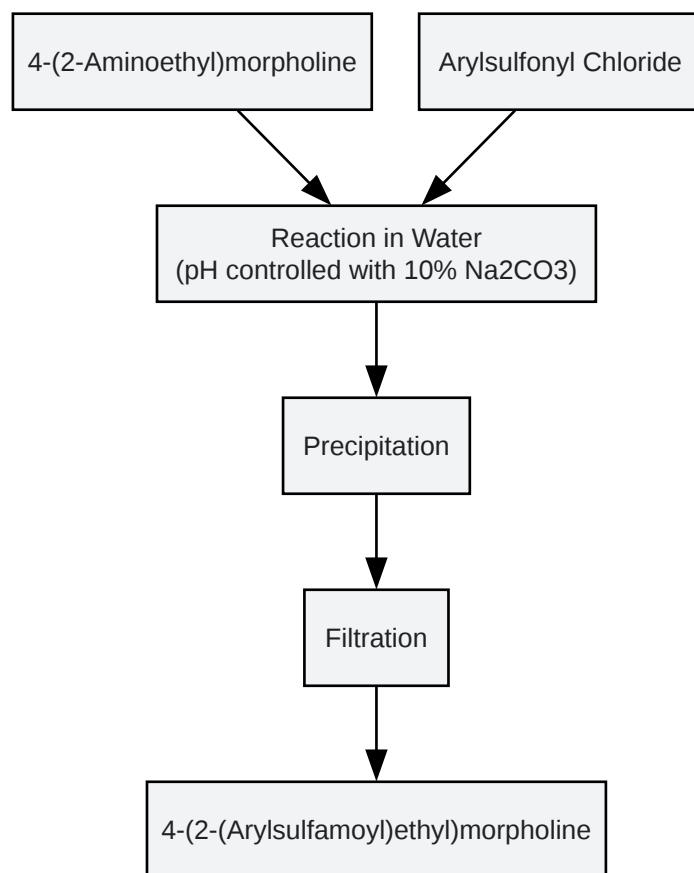 4-(2-Aminoethyl)morpholine
Arylsulfonyl Chloride
Reaction in Water
(pH controlled with 10% Na2CO3)
Precipitation
Filtration
4-(2-(Arylsulfamoyl)ethyl)morpholine